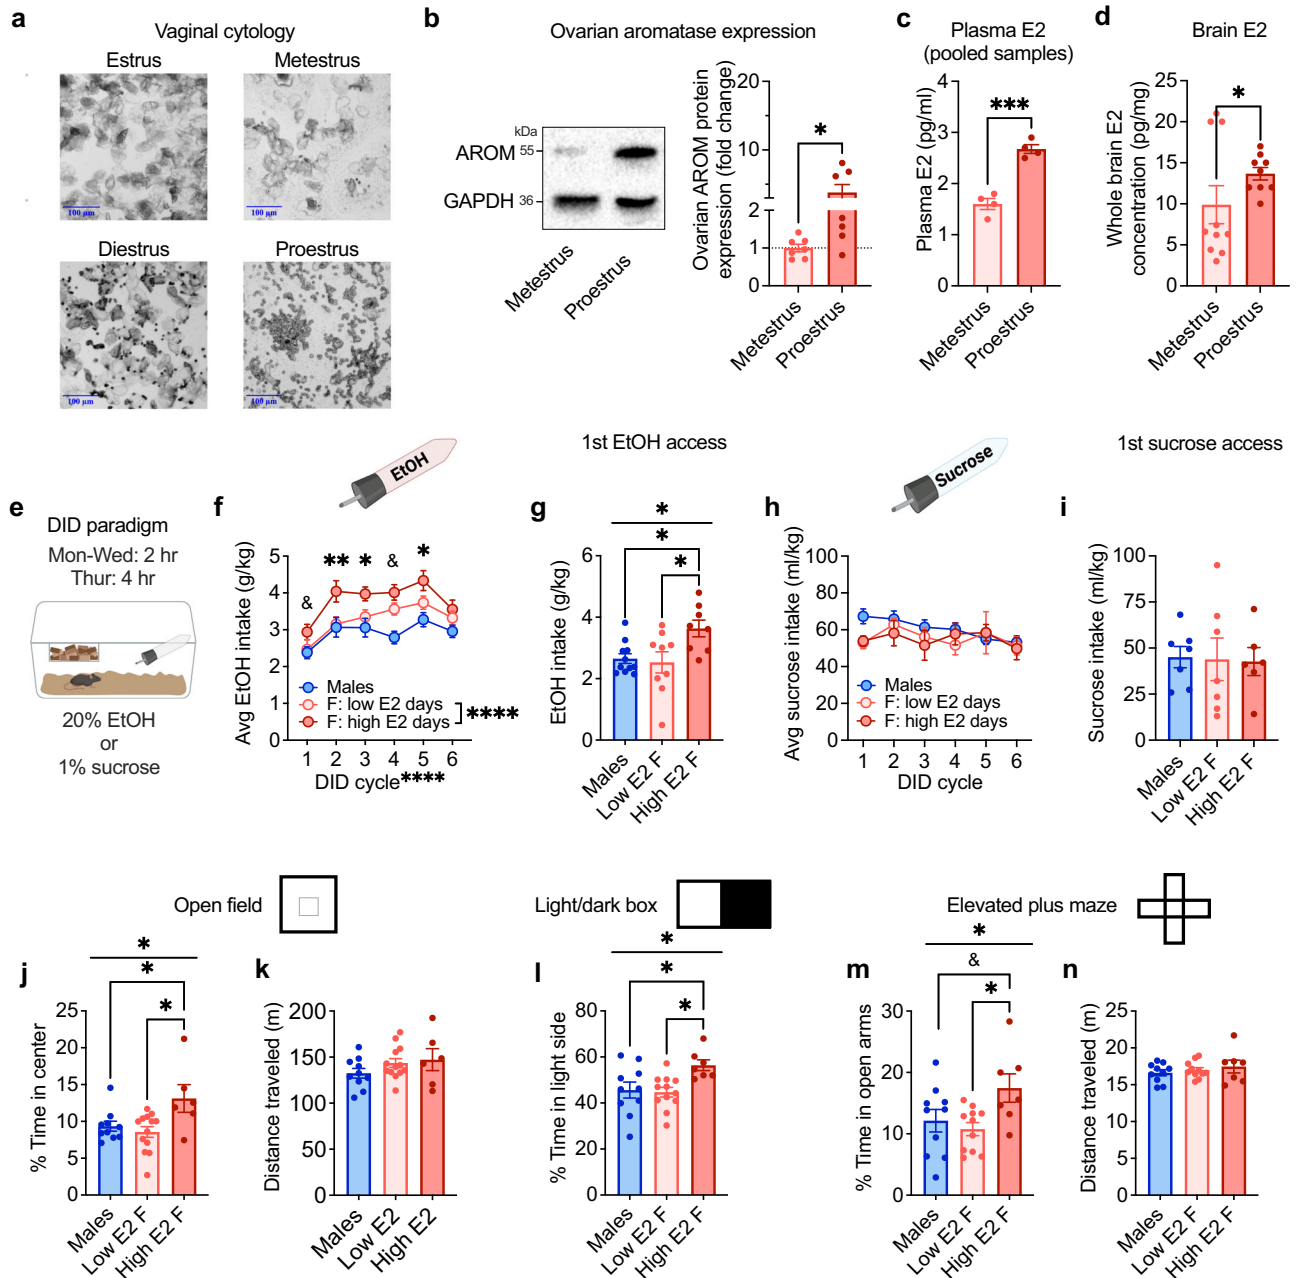 a
Vaginal cytology
Estrus
Metestrus
100 µm
100 µm
Diestrus
Proestrus
100 µm
100 µm
b
Ovarian aromatase expression
kDa
AROM
55
GAPDH
36
Metestrus
Proestrus
Ovarian AROM protein
expression (fold change)
20
15
10
5
2
1
0
*
Metestrus
Proestrus
c
Plasma E2
(pooled samples)
Plasma E2 (pg/ml)
4
3
2
1
0
***
Metestrus
Proestrus
d
Brain E2
Whole brain E2
concentration (pg/mg)
25
20
15
10
5
0
*
Metestrus
Proestrus
e
DID paradigm
Mon-Wed: 2 hr
Thur: 4 hr
20% EtOH
or
1% sucrose
f
EtOH
Avg EtOH intake (g/kg)
5
4
3
2
1
0
&
**
*
&
*
Males
F: low E2 days
F: high E2 days
****
1 2 3 4 5 6
DID cycle****
g
1st EtOH access
EtOH intake (g/kg)
6
4
2
0
*
*
*
Males
Low E2 F
High E2 F
h
Sucrose
Avg sucrose intake (ml/kg)
100
80
60
40
20
0
Males
F: low E2 days
F: high E2 days
1 2 3 4 5 6
DID cycle
i
1st sucrose access
Sucrose intake (ml/kg)
100
75
50
25
0
Males
Low E2 F
High E2 F
Open field
j
% Time in center
25
20
15
10
5
0
*
*
*
Males
Low E2 F
High E2 F
k
Distance traveled (m)
200
150
100
50
0
Males
Low E2
High E2
Light/dark box
l
% Time in light side
80
60
40
20
0
*
*
*
Males
Low E2 F
High E2 F
Elevated plus maze
m
% Time in open arms
30
20
10
0
*
&
*
Males
Low E2 F
High E2 F
n
Distance traveled (m)
25
20
15
10
5
0
Males
Low E2 F
High E2 F